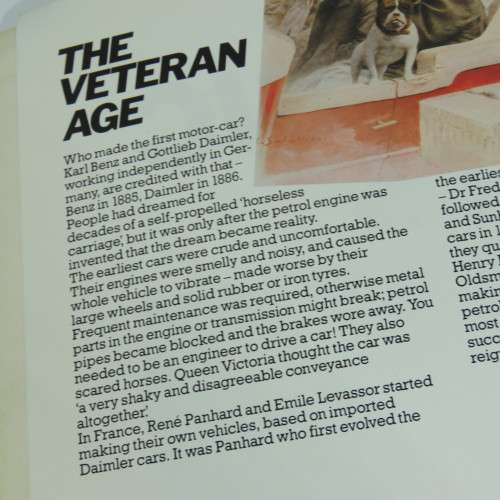 THE
VETERAN
AGE
Who made the first motor-car?
Karl Benz and Gottlieb Daimler,
working independently in Ger-
many, are credited with that –
Benz in 1885, Daimler in 1886.
People had dreamed for
decades of a self-propelled 'horseless
carriage', but it was only after the petrol engine was
invented that the dream became reality.
The earliest cars were crude and uncomfortable.
Their engines were smelly and noisy, and caused the
whole vehicle to vibrate – made worse by their
large wheels and solid rubber or iron tyres.
Frequent maintenance was required, otherwise metal
parts in the engine or transmission might break; petrol
pipes became blocked and the brakes wore away. You
needed to be an engineer to drive a car! They also
scared horses. Queen Victoria thought the car was
'a very shaky and disagreeable conveyance
altogether.'
In France, René Panhard and Emile Levassor started
making their own vehicles, based on imported
Daimler cars. It was Panhard who first evolved the
the earlies
– Dr Fred
followed
and Sun
cars in l
they qu
Henry
Oldsm
makin
petro
most
succ
reig